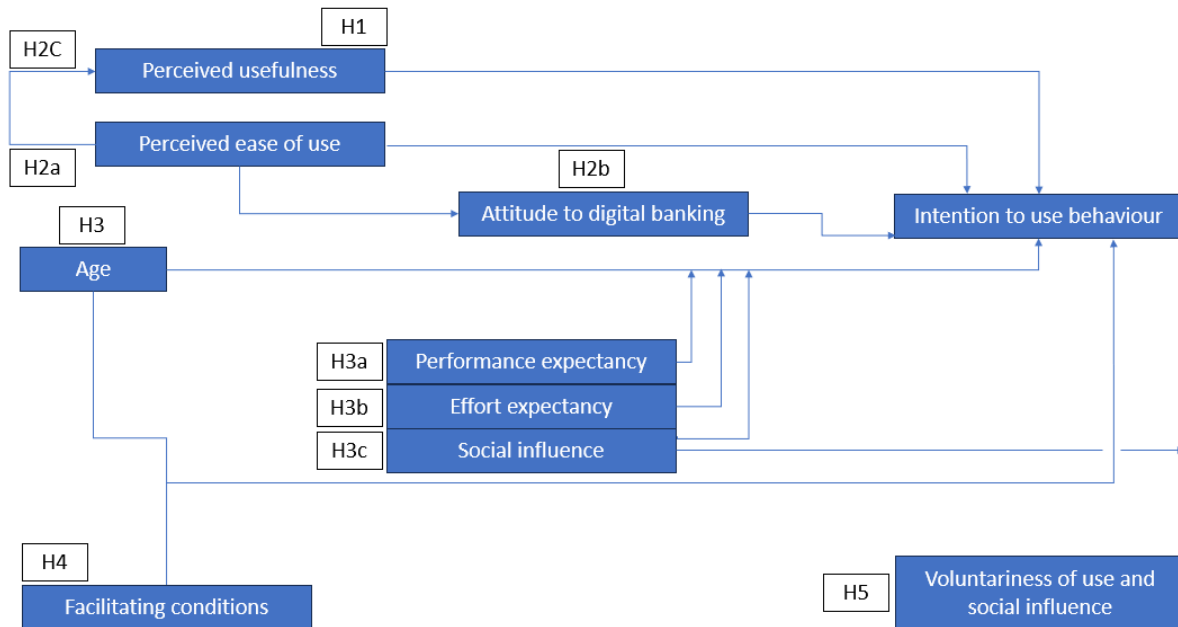 H1
H2C
Perceived usefulness
Perceived ease of use
H2a
H2b
Attitude to digital banking
Intention to use behaviour
H3
Age
H3a
Performance expectancy
H3b
Effort expectancy
H3c
Social influence
H4
Facilitating conditions
H5
Voluntariness of use and
social influence